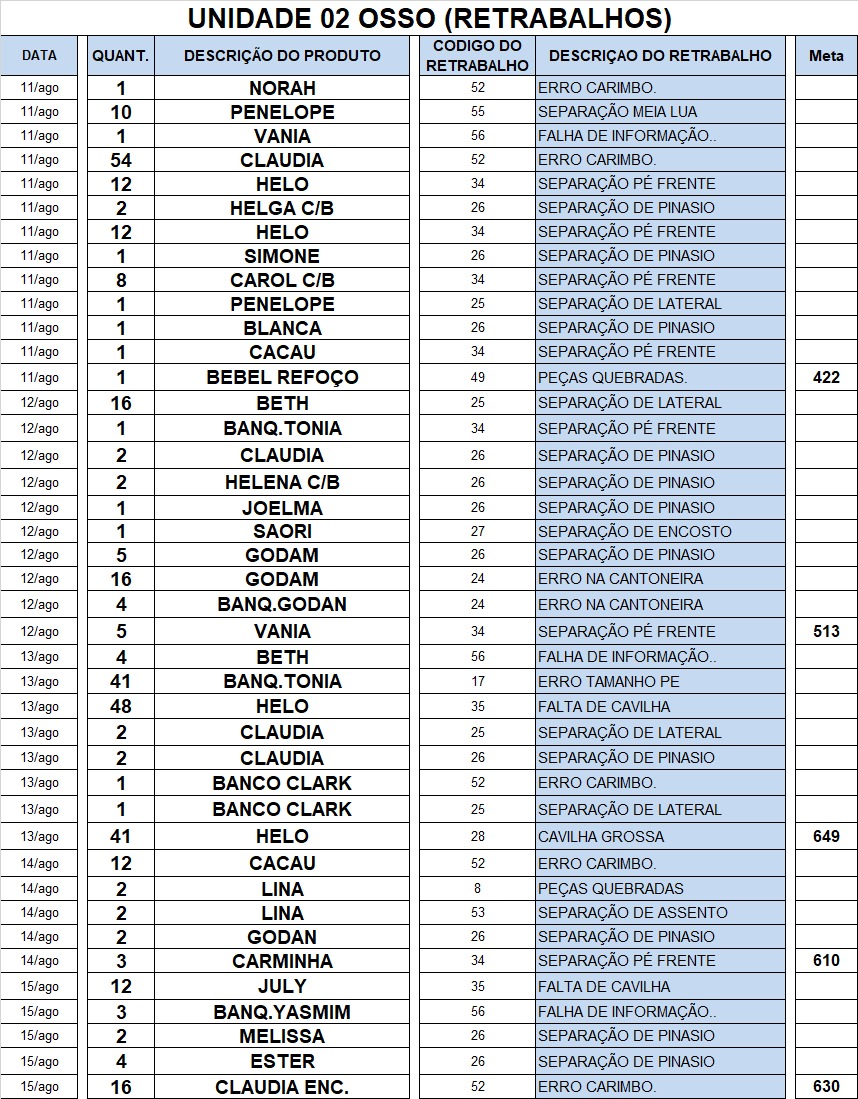 UNIDADE 02 OSSO (RETRABALHOS)
DATA QUANT. DESCRIÇÃO DO PRODUTO CODIGO DO RETRABALHO DESCRIÇAO DO RETRABALHO Meta
11/ago 1 NORAH 52 ERRO CARIMBO.
11/ago 10 PENELOPE 55 SEPARAÇÃO MEIA LUA
11/ago 1 VANIA 56 FALHA DE INFORMAÇÃO..
11/ago 54 CLAUDIA 52 ERRO CARIMBO.
11/ago 12 HELO 34 SEPARAÇÃO PÉ FRENTE
11/ago 2 HELGA C/B 26 SEPARAÇÃO DE PINASIO
11/ago 12 HELO 34 SEPARAÇÃO PÉ FRENTE
11/ago 1 SIMONE 26 SEPARAÇÃO DE PINASIO
11/ago 8 CAROL C/B 34 SEPARAÇÃO PÉ FRENTE
11/ago 1 PENELOPE 25 SEPARAÇÃO DE LATERAL
11/ago 1 BLANCA 26 SEPARAÇÃO DE PINASIO
11/ago 1 CACAU 34 SEPARAÇÃO PÉ FRENTE
11/ago 1 BEBEL REFOÇO 49 PEÇAS QUEBRADAS. 422
12/ago 16 BETH 25 SEPARAÇÃO DE LATERAL
12/ago 1 BANQ.TONIA 34 SEPARAÇÃO PÉ FRENTE
12/ago 2 CLAUDIA 26 SEPARAÇÃO DE PINASIO
12/ago 2 HELENA C/B 26 SEPARAÇÃO DE PINASIO
12/ago 1 JOELMA 26 SEPARAÇÃO DE PINASIO
12/ago 1 SAORI 27 SEPARAÇÃO DE ENCOSTO
12/ago 5 GODAM 26 SEPARAÇÃO DE PINASIO
12/ago 16 GODAM 24 ERRO NA CANTONEIRA
12/ago 4 BANQ.GODAN 24 ERRO NA CANTONEIRA
12/ago 5 VANIA 34 SEPARAÇÃO PÉ FRENTE 513
13/ago 4 BETH 56 FALHA DE INFORMAÇÃO..
13/ago 41 BANQ.TONIA 17 ERRO TAMANHO PE
13/ago 48 HELO 35 FALTA DE CAVILHA
13/ago 2 CLAUDIA 25 SEPARAÇÃO DE LATERAL
13/ago 2 CLAUDIA 26 SEPARAÇÃO DE PINASIO
13/ago 1 BANCO CLARK 52 ERRO CARIMBO.
13/ago 1 BANCO CLARK 25 SEPARAÇÃO DE LATERAL
13/ago 41 HELO 28 CAVILHA GROSSA 649
14/ago 12 CACAU 52 ERRO CARIMBO.
14/ago 2 LINA 8 PEÇAS QUEBRADAS
14/ago 2 LINA 53 SEPARAÇÃO DE ASSENTO
14/ago 2 GODAN 26 SEPARAÇÃO DE PINASIO
14/ago 3 CARMINHA 34 SEPARAÇÃO PÉ FRENTE 610
15/ago 12 JULY 35 FALTA DE CAVILHA
15/ago 3 BANQ.YASMIM 56 FALHA DE INFORMAÇÃO..
15/ago 2 MELISSA 26 SEPARAÇÃO DE PINASIO
15/ago 4 ESTER 26 SEPARAÇÃO DE PINASIO
15/ago 16 CLAUDIA ENC. 52 ERRO CARIMBO. 630